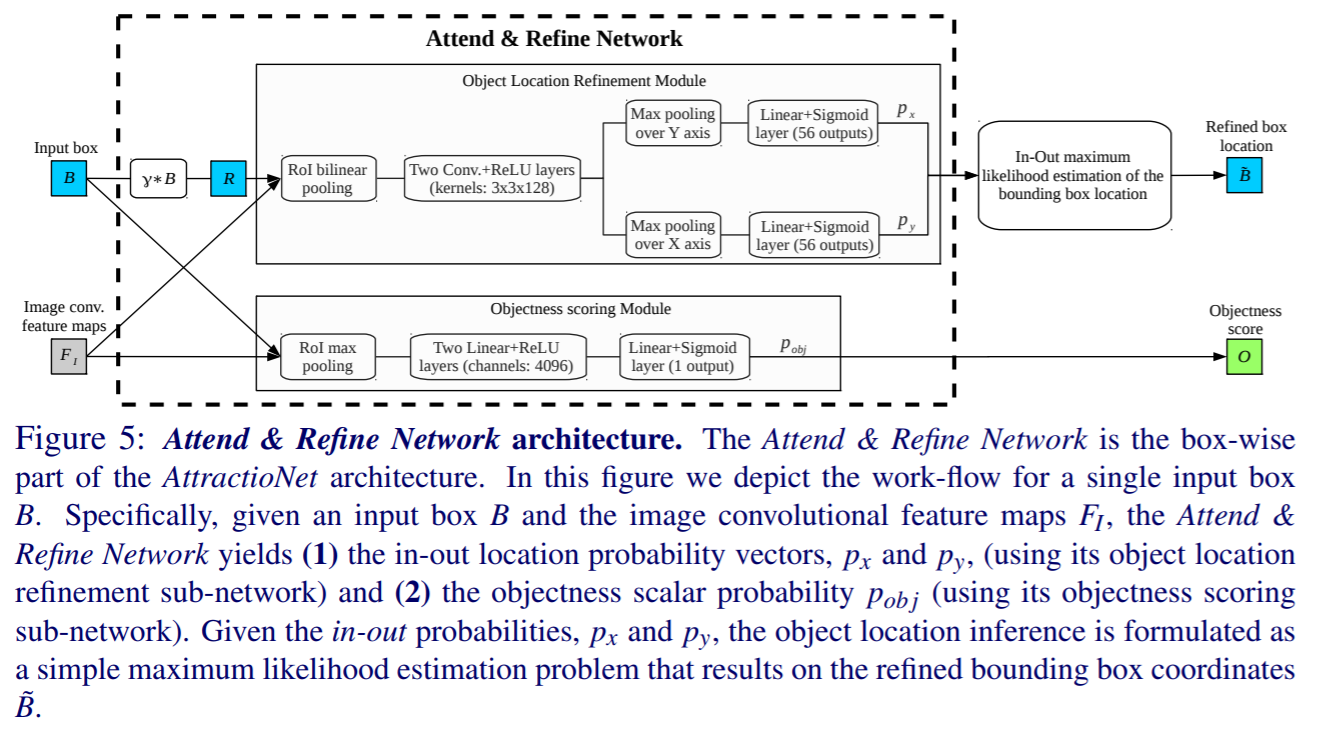 Attend & Refine Network
Object Location Refinement Module
Input box
B
γ∗B
R
RoI bilinear
pooling
Two Conv.+ReLU layers
(kernels: 3x3x128)
Max pooling
over Y axis
Linear+Sigmoid
layer (56 outputs)
p_x
Max pooling
over X axis
Linear+Sigmoid
layer (56 outputs)
p_y
In-Out maximum
likelihood estimation of the
bounding box location
Refined box
location
B̃
Image conv.
feature maps
F_I
Objectness scoring Module
RoI max
pooling
Two Linear+ReLU
layers (channels: 4096)
Linear+Sigmoid
layer (1 output)
p_obj
Objectness
score
O
Figure 5: Attend & Refine Network architecture. The Attend & Refine Network is the box-wise
part of the AttractioNet architecture. In this figure we depict the work-flow for a single input box
B. Specifically, given an input box B and the image convolutional feature maps F_I, the Attend &
Refine Network yields (1) the in-out location probability vectors, p_x and p_y, (using its object location
refinement sub-network) and (2) the objectness scalar probability p_obj (using its objectness scoring
sub-network). Given the in-out probabilities, p_x and p_y, the object location inference is formulated as
a simple maximum likelihood estimation problem that results on the refined bounding box coordinates
B̃.